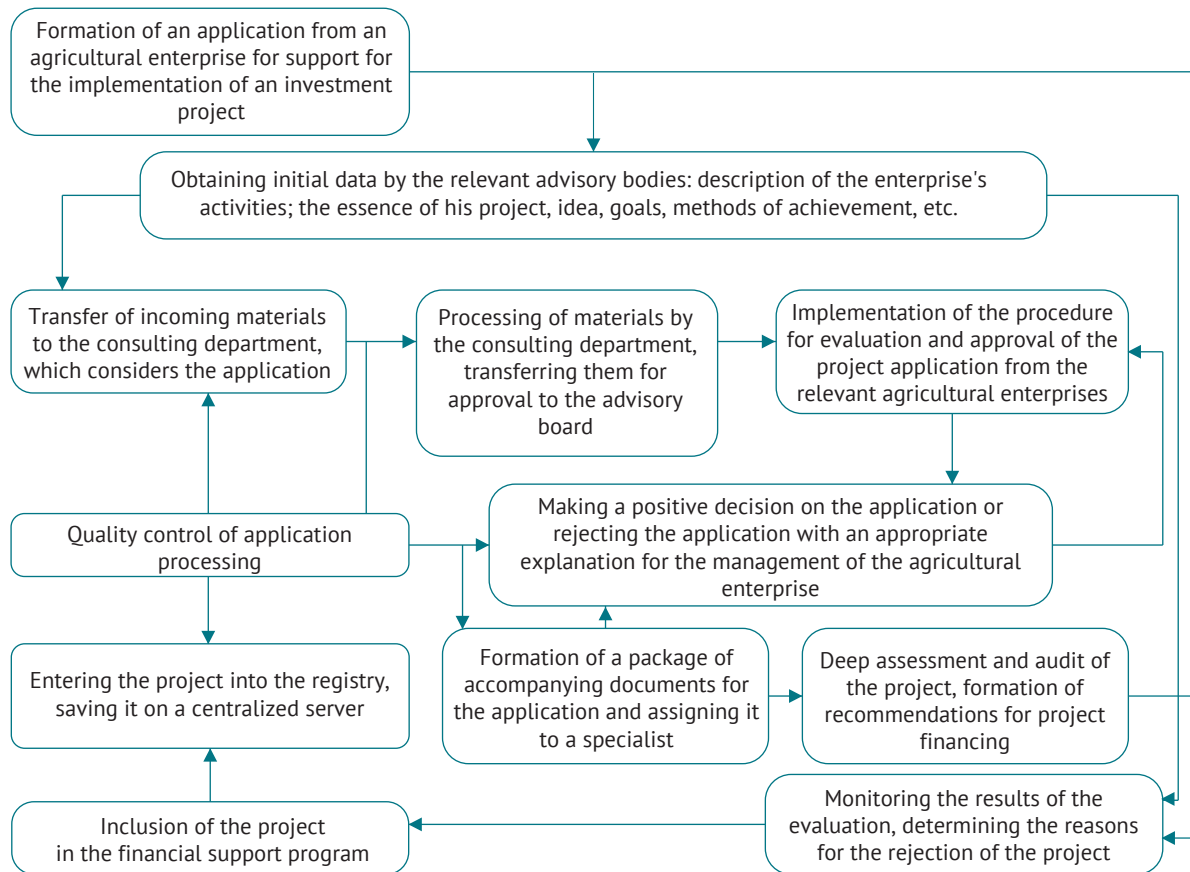 Formation of an application from an
agricultural enterprise for support for
the implementation of an investment
project
Obtaining initial data by the relevant advisory bodies: description of the enterprise's
activities; the essence of his project, idea, goals, methods of achievement, etc.
Transfer of incoming materials
to the consulting department,
which considers the application
Processing of materials by
the consulting department,
transferring them for
approval to the advisory
board
Implementation of the procedure
for evaluation and approval of the
project application from the
relevant agricultural enterprises
Quality control of application
processing
Making a positive decision on the application or
rejecting the application with an appropriate
explanation for the management of the agricultural
enterprise
Entering the project into the registry,
saving it on a centralized server
Formation of a package of
accompanying documents for
the application and assigning it
to a specialist
Deep assessment and audit of
the project, formation of
recommendations for project
financing
Inclusion of the project
in the financial support program
Monitoring the results of the
evaluation, determining the reasons
for the rejection of the project